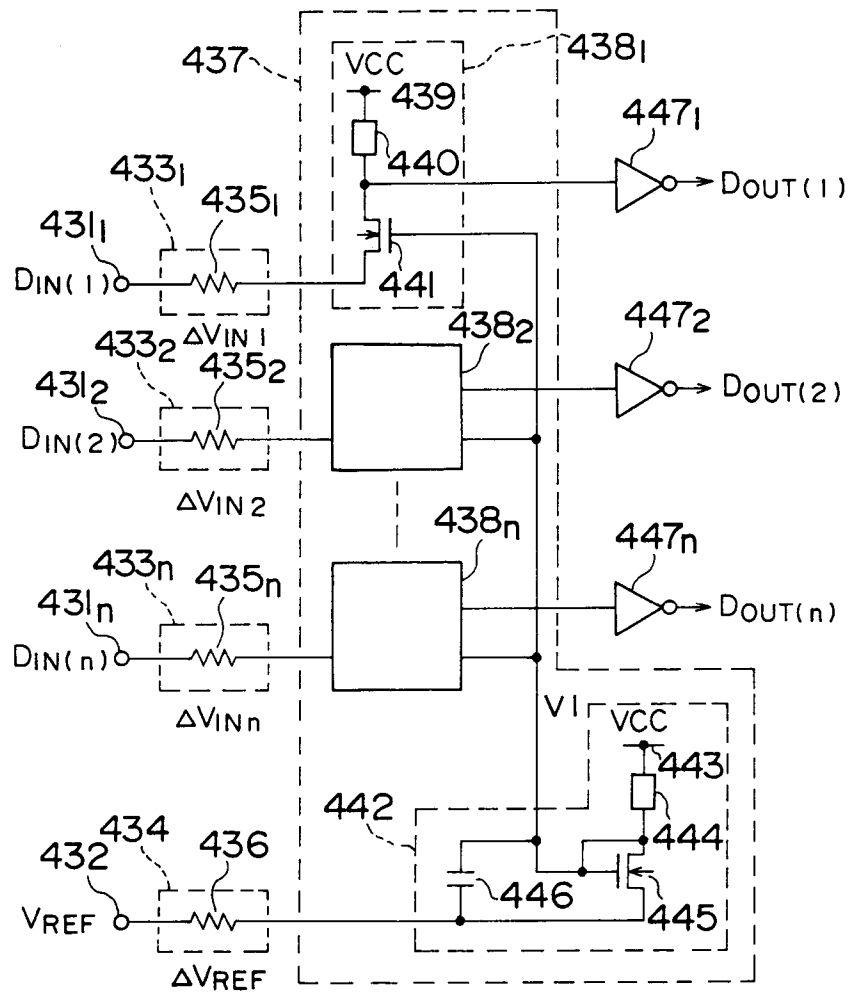 437
438₁
VCC
439
440
441
447₁
DOUT(1)
433₁
435₁
431₁
DIN(1)
ΔVIN1
438₂
447₂
DOUT(2)
433₂
435₂
431₂
DIN(2)
ΔVIN2
438n
447n
DOUT(n)
433n
435n
431n
DIN(n)
ΔVINn
V1
VCC
443
444
442
434
436
432
446
445
VREF
ΔVREF